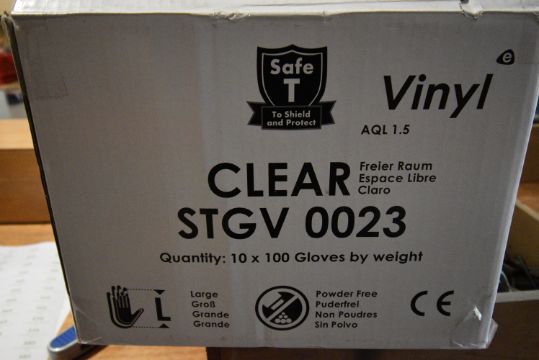 Safe
T
To Shield
and Protect
Vinyl
e
AQL 1.5
CLEAR
Freier Raum
Espace Libre
Claro
STGV 0023
Quantity: 10 x 100 Gloves by weight
L
Large
Groß
Grande
Grande
Powder Free
Puderfrei
Non Poudres
Sin Polvo
CE